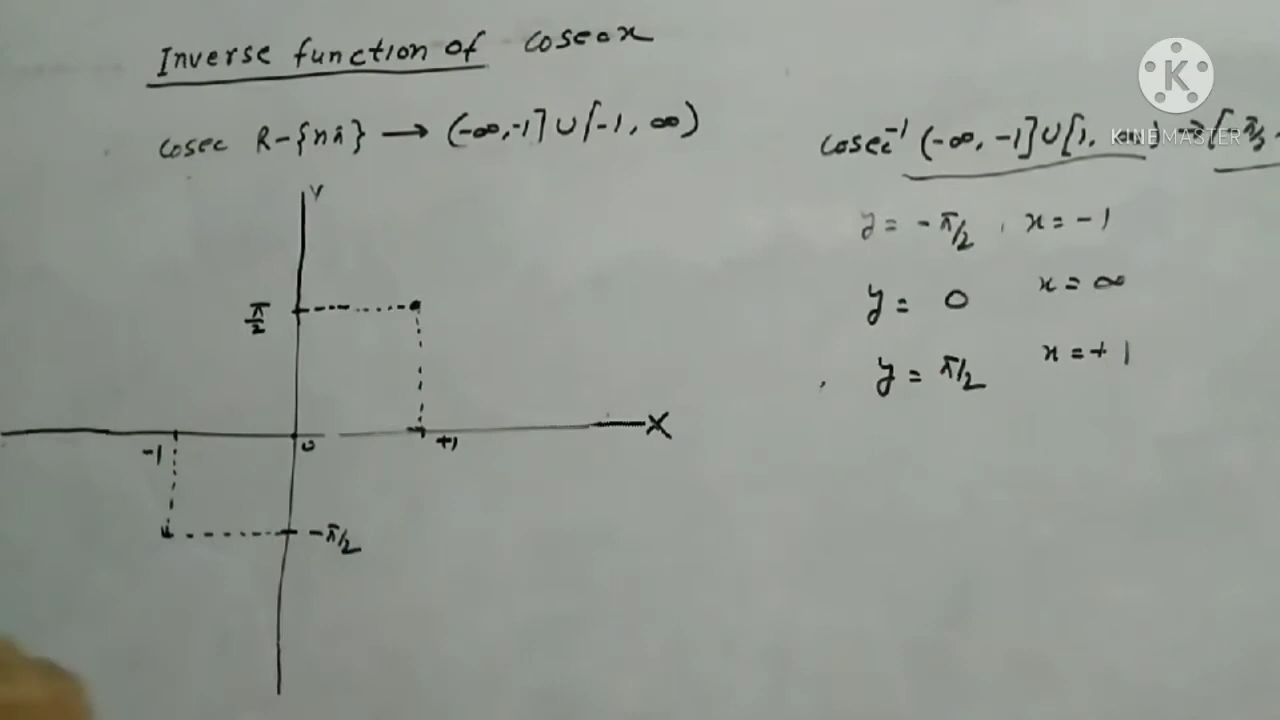 Inverse function of cosec x
cosec R-{nπ} → (-∞,-1] ∪ [-1, ∞)
K
KINEMASTER
cosec⁻¹ (-∞, -1] ∪ [1,
y = -π/2 , x = -1
y = 0 x = ∞
y = π/2 x = +1
Y
π/2
X
-1 0 +1
-π/2